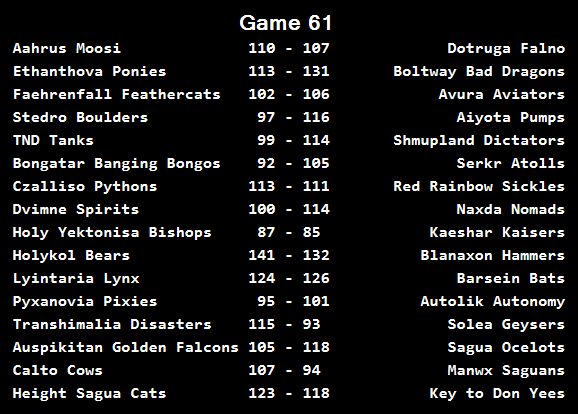 Game 61
Aahrus Moosi 110 - 107 Dotruga Falno
Ethanthova Ponies 113 - 131 Boltway Bad Dragons
Faehrenfall Feathercats 102 - 106 Avura Aviators
Stedro Boulders 97 - 116 Aiyota Pumps
TND Tanks 99 - 114 Shmupland Dictators
Bongatar Banging Bongos 92 - 105 Serkr Atolls
Czalliso Pythons 113 - 111 Red Rainbow Sickles
Dvimne Spirits 100 - 114 Naxda Nomads
Holy Yektonisa Bishops 87 - 85 Kaeshar Kaisers
Holykol Bears 141 - 132 Blanaxon Hammers
Lyintaria Lynx 124 - 126 Barsein Bats
Pyxanovia Pixies 95 - 101 Autolik Autonomy
Transhimalia Disasters 115 - 93 Solea Geysers
Auspikitan Golden Falcons 105 - 118 Sagua Ocelots
Calto Cows 107 - 94 Manwx Saguans
Height Sagua Cats 123 - 118 Key to Don Yees